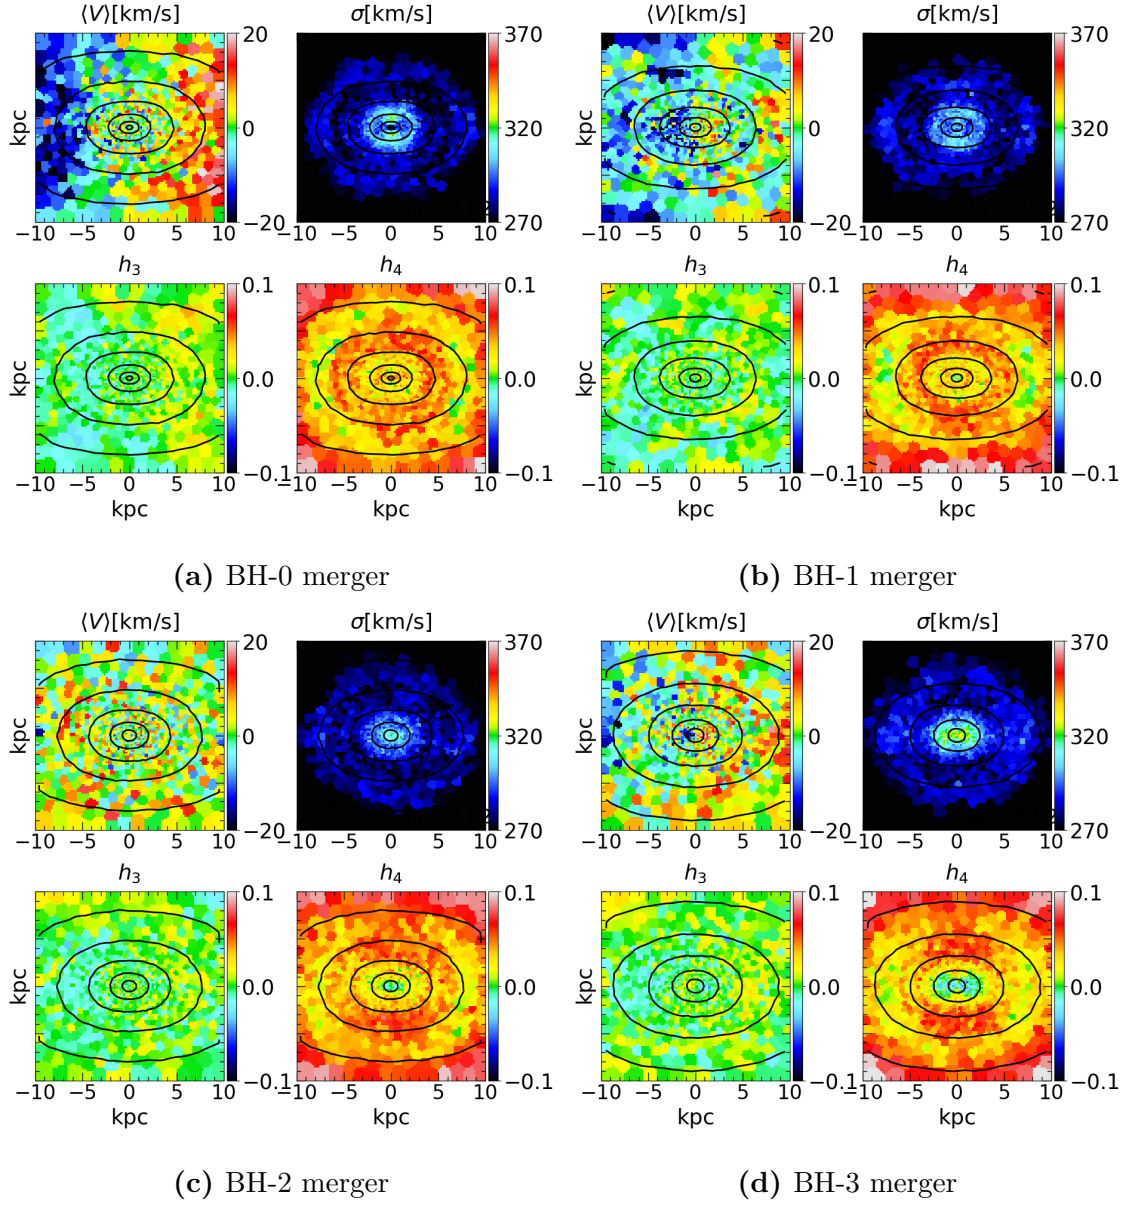 ⟨V⟩[km/s] σ[km/s] ⟨V⟩[km/s] σ[km/s]
20 370 20 370
kpc 0 320 kpc 0 320
−20 270 −20 270
−10 −5 0 5 10 −10 −5 0 5 10 −10 −5 0 5 10 −10 −5 0 5 10
h₃ h₄ h₃ h₄
0.1 0.1 0.1 0.1
kpc 0.0 0.0 kpc 0.0 0.0
−0.1 −0.1 −0.1 −0.1
−10 −5 0 5 10 −10 −5 0 5 10 −10 −5 0 5 10 −10 −5 0 5 10
kpc kpc kpc kpc
(a) BH-0 merger (b) BH-1 merger
⟨V⟩[km/s] σ[km/s] ⟨V⟩[km/s] σ[km/s]
20 370 20 370
kpc 0 320 kpc 0 320
−20 270 −20 270
−10 −5 0 5 10 −10 −5 0 5 10 −10 −5 0 5 10 −10 −5 0 5 10
h₃ h₄ h₃ h₄
0.1 0.1 0.1 0.1
kpc 0.0 0.0 kpc 0.0 0.0
−0.1 −0.1 −0.1 −0.1
−10 −5 0 5 10 −10 −5 0 5 10 −10 −5 0 5 10 −10 −5 0 5 10
kpc kpc kpc kpc
(c) BH-2 merger (d) BH-3 merger